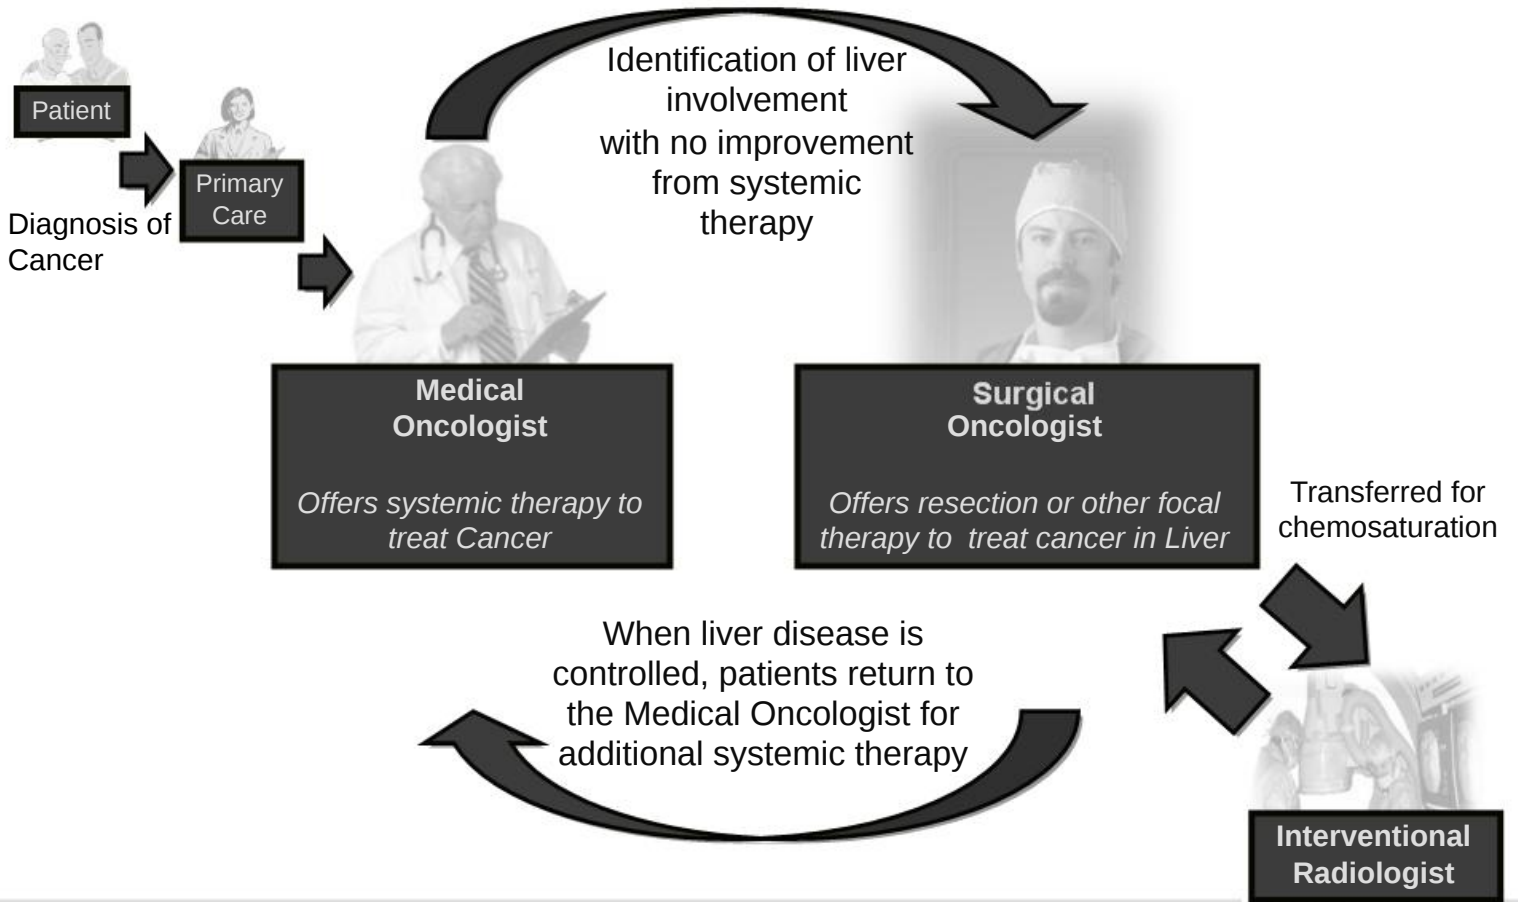 Patient
Primary
Care
Diagnosis of
Cancer
Identification of liver
involvement
with no improvement
from systemic
therapy
Medical
Oncologist
Offers systemic therapy to
treat Cancer
Surgical
Oncologist
Offers resection or other focal
therapy to  treat cancer in Liver
Transferred for
chemosaturation
When liver disease is
controlled, patients return to
the Medical Oncologist for
additional systemic therapy
Interventional
Radiologist